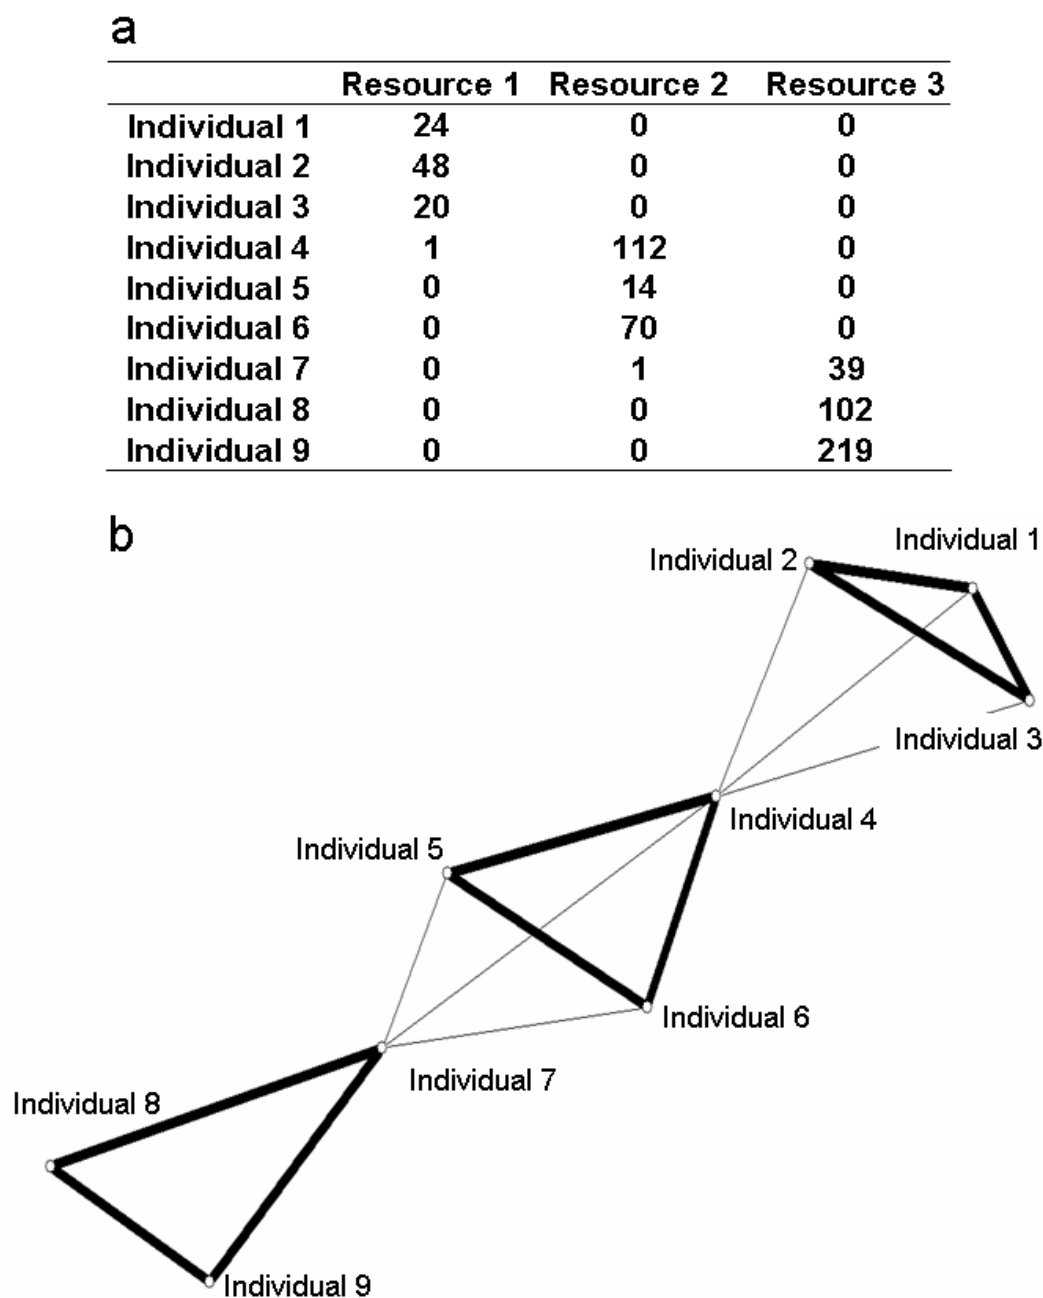 a
Resource 1 Resource 2 Resource 3
Individual 1 24 0 0
Individual 2 48 0 0
Individual 3 20 0 0
Individual 4 1 112 0
Individual 5 0 14 0
Individual 6 0 70 0
Individual 7 0 1 39
Individual 8 0 0 102
Individual 9 0 0 219
b
Individual 1
Individual 2
Individual 3
Individual 4
Individual 5
Individual 6
Individual 7
Individual 8
Individual 9